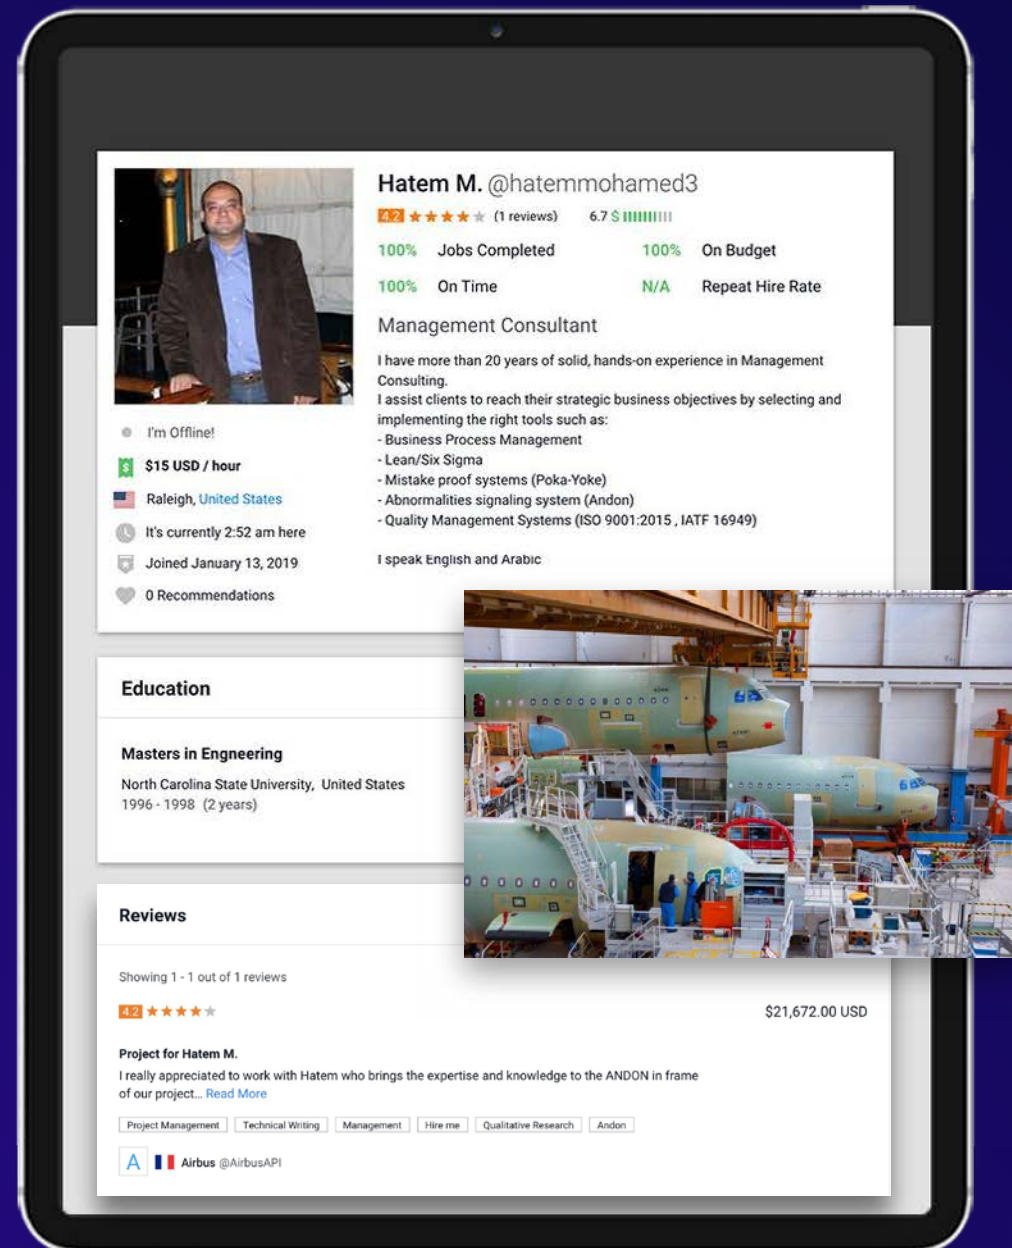 Hatem M. @hatemmohamed3
4.2 (1 reviews) 6.7 $
100% Jobs Completed 100% On Budget
100% On Time N/A Repeat Hire Rate
Management Consultant
I have more than 20 years of solid, hands-on experience in Management
Consulting.
I assist clients to reach their strategic business objectives by selecting and
implementing the right tools such as:
- Business Process Management
- Lean/Six Sigma
- Mistake proof systems (Poka-Yoke)
- Abnormalities signaling system (Andon)
- Quality Management Systems (ISO 9001:2015 , IATF 16949)
I speak English and Arabic
I'm Offline!
$15 USD / hour
Raleigh, United States
It's currently 2:52 am here
Joined January 13, 2019
0 Recommendations
Education
Masters in Engneering
North Carolina State University, United States
1996 - 1998 (2 years)
Reviews
Showing 1 - 1 out of 1 reviews
4.2 $21,672.00 USD
Project for Hatem M.
I really appreciated to work with Hatem who brings the expertise and knowledge to the ANDON in frame
of our project... Read More
Project Management Technical Writing Management Hire me Qualitative Research Andon
A Airbus @AirbusAPI